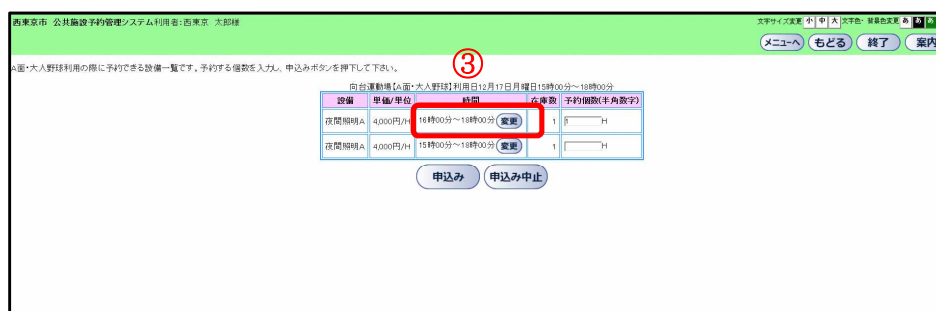 西東京市 公共施設予約管理システム利用者:西東京 太郎様
文字サイズ変更 小 中 大 文字色・背景色変更 あ あ あ
メニューへ もどる 終了 案内
A面・大人野球利用の際に予約できる設備一覧です。予約する個数を入力し、申込みボタンを押下して下さい。
③
向台運動場【A面・大人野球】利用日12月17日月曜日15時00分~18時00分
設備 単価/単位 時間 在庫数 予約個数(半角数字)
夜間照明A 4,000円/H 16時00分~18時00分 変更 1 1 H
夜間照明A 4,000円/H 15時00分~18時00分 変更 1 H
申込み 申込み中止